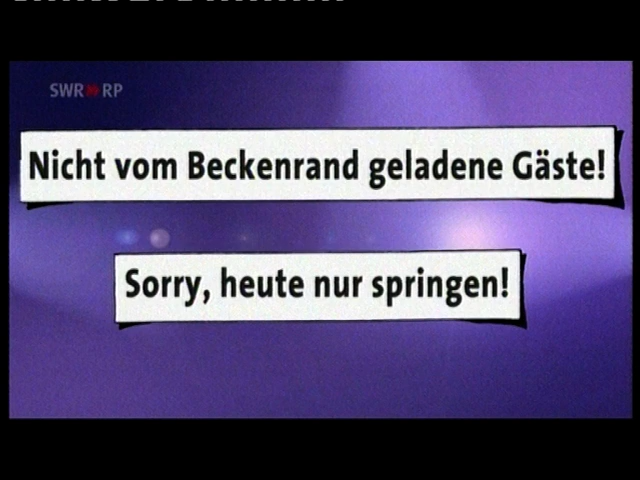 SWR RP
Nicht vom Beckenrand geladene Gäste!
Sorry, heute nur springen!